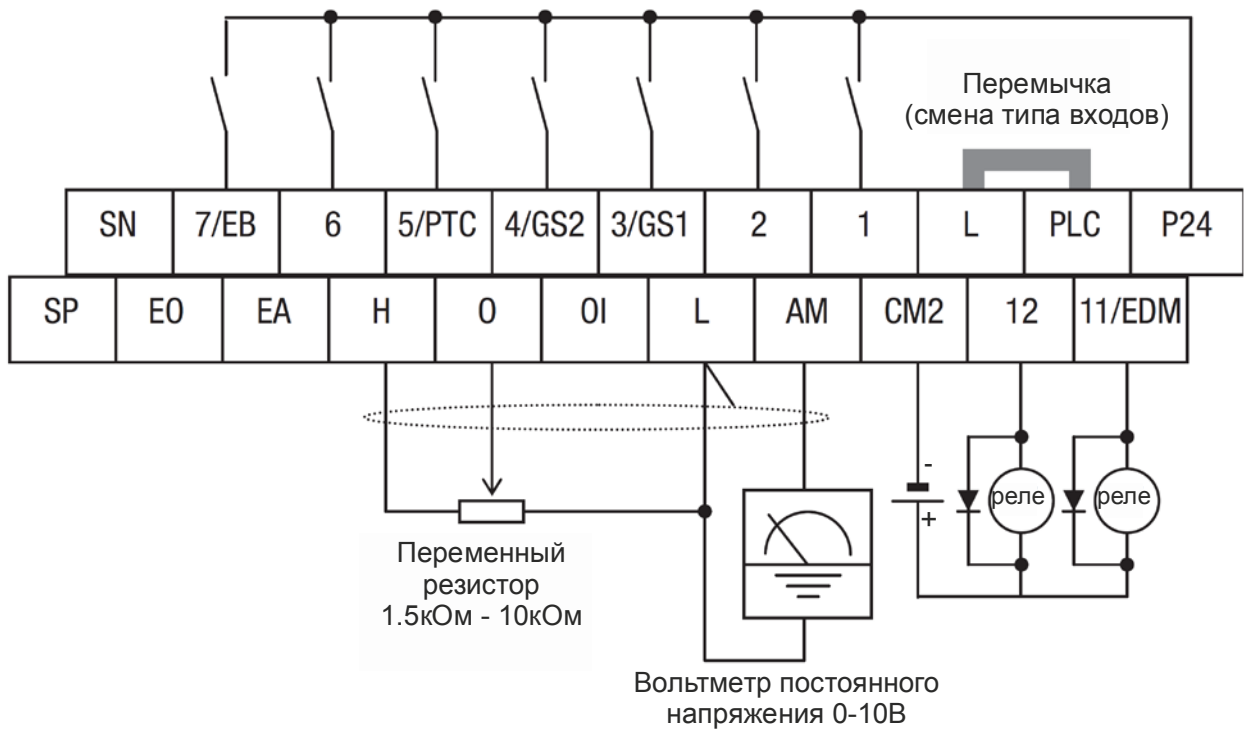 Перемычка
(смена типа входов)
SN 7/EB 6 5/PTC 4/GS2 3/GS1 2 1 L PLC P24
SP EO EA H O OI L AM CM2 12 11/EDM
-
+
реле реле
Переменный
резистор
1.5кОм - 10кОм
Вольтметр постоянного
напряжения 0-10В